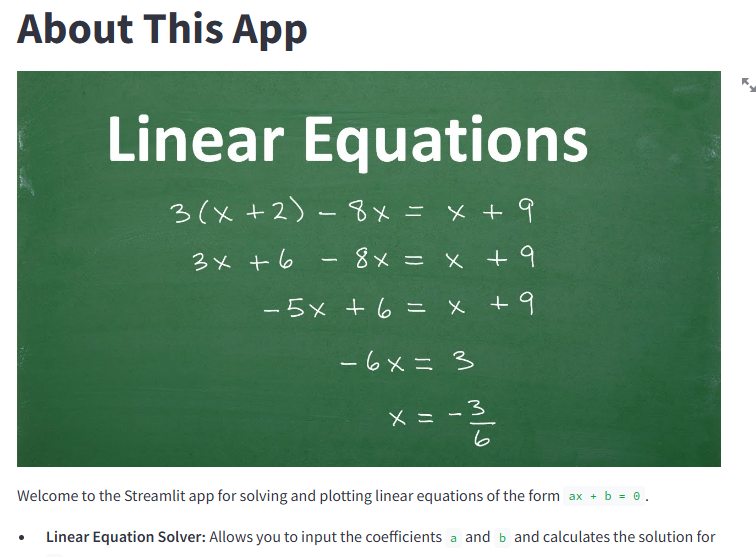 About This App
Linear Equations
3(x + 2) - 8x = x + 9
3x + 6 - 8x = x + 9
-5x + 6 = x + 9
-6x = 3
x = -3/6
Welcome to the Streamlit app for solving and plotting linear equations of the form ax + b = 0 .
• Linear Equation Solver: Allows you to input the coefficients a and b and calculates the solution for